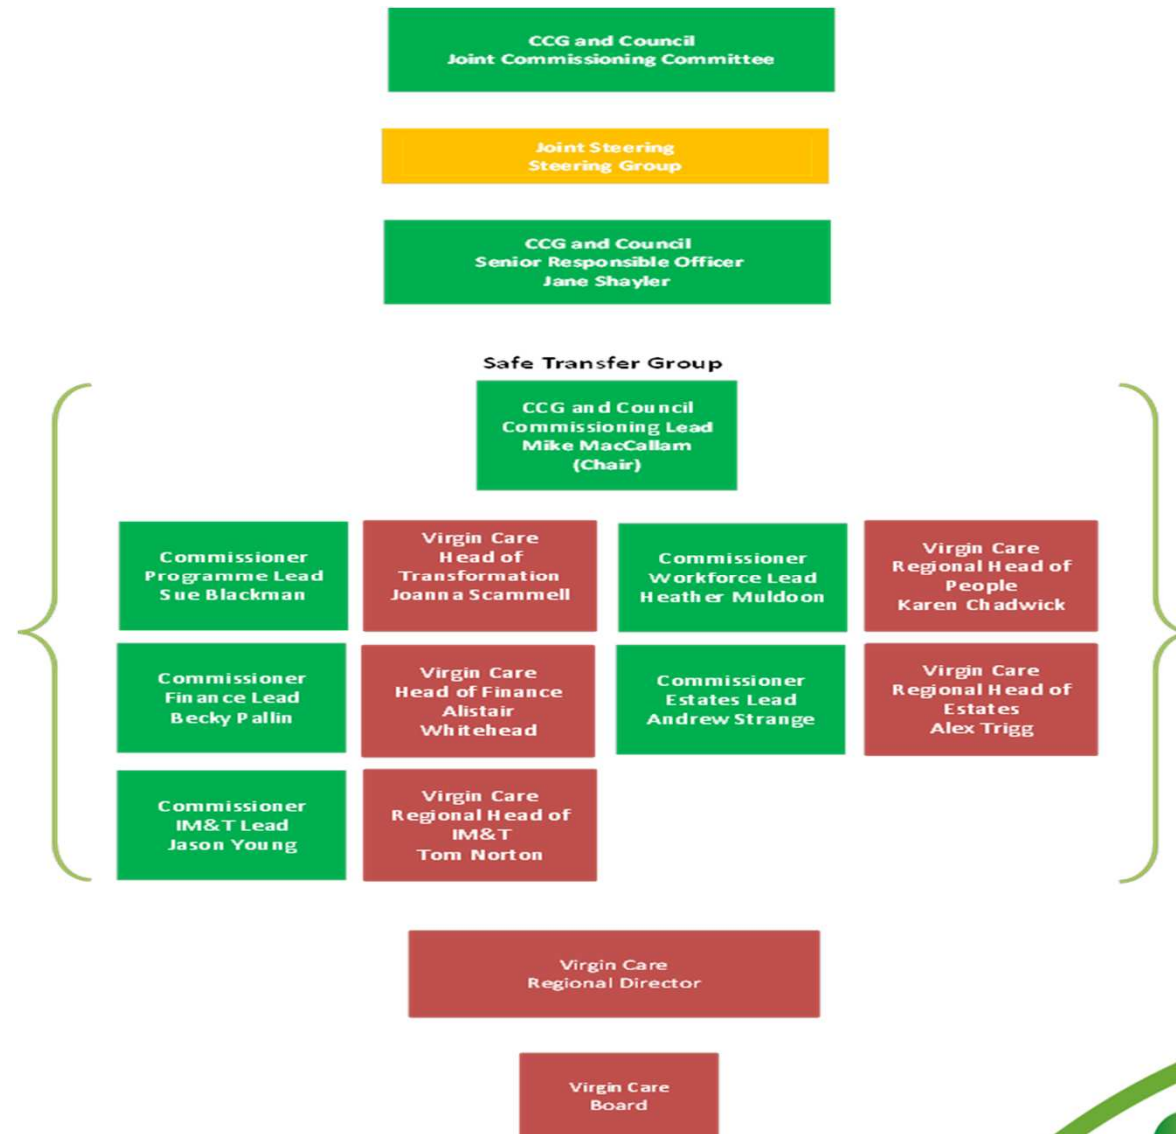 CCG and Council
Joint Commissioning Committee
Joint Steering
Steering Group
CCG and Council
Senior Responsible Officer
Jane Shayler
Safe Transfer Group
CCG and Council
Commissioning Lead
Mike MacCallam
(Chair)
Commissioner
Programme Lead
Sue Blackman
Virgin Care
Head of
Transformation
Joanna Scammell
Commissioner
Workforce Lead
Heather Muldoon
Virgin Care
Regional Head of
People
Karen Chadwick
Commissioner
Finance Lead
Becky Pallin
Virgin Care
Head of Finance
Alistair
Whitehead
Commissioner
Estates Lead
Andrew Strange
Virgin Care
Regional Head of
Estates
Alex Trigg
Commissioner
IM&T Lead
Jason Young
Virgin Care
Regional Head of
IM&T
Tom Norton
Virgin Care
Regional Director
Virgin Care
Board